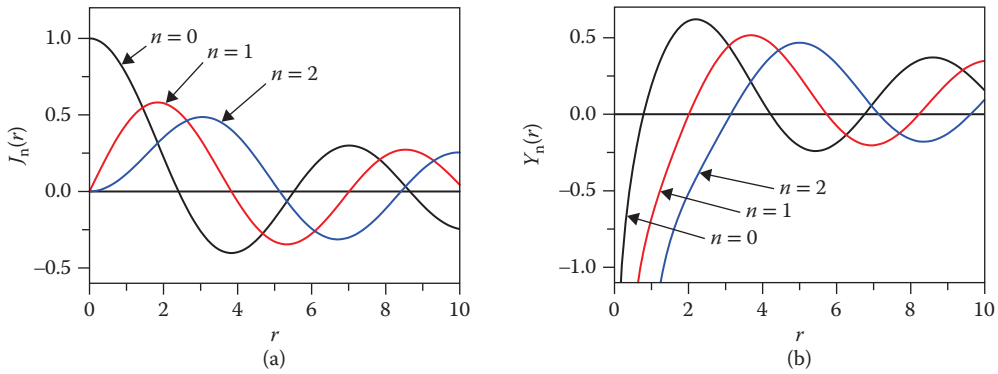 1.0
0.5
0.0
–0.5
J_n(r)
n = 0
n = 1
n = 2
0 2 4 6 8 10
r
(a)
0.5
0.0
–0.5
–1.0
Y_n(r)
n = 2
n = 1
n = 0
0 2 4 6 8 10
r
(b)